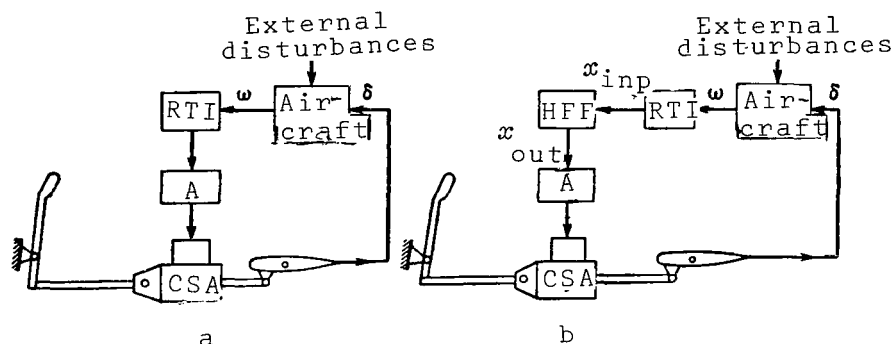 External
disturbances
RTI
ω
Air-
craft
δ
A
CSA
a
External
disturbances
HFF
x inp
RTI
ω
Air-
craft
δ
x out
A
CSA
b